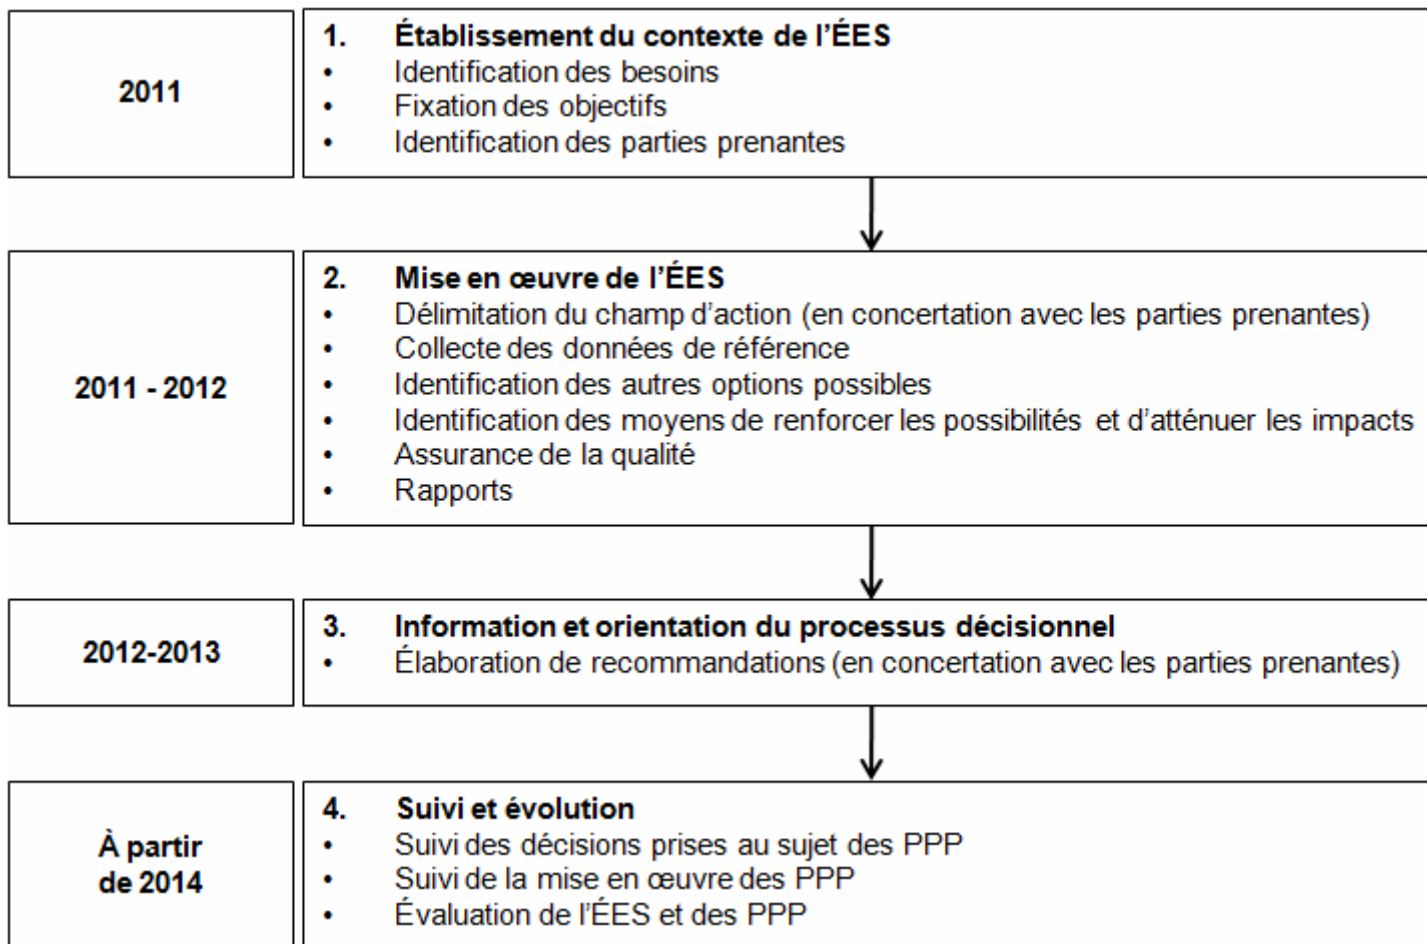 2011
1. Établissement du contexte de l'ÉES
• Identification des besoins
• Fixation des objectifs
• Identification des parties prenantes
2011 - 2012
2. Mise en œuvre de l'ÉES
• Délimitation du champ d'action (en concertation avec les parties prenantes)
• Collecte des données de référence
• Identification des autres options possibles
• Identification des moyens de renforcer les possibilités et d'atténuer les impacts
• Assurance de la qualité
• Rapports
2012-2013
3. Information et orientation du processus décisionnel
• Élaboration de recommandations (en concertation avec les parties prenantes)
À partir
de 2014
4. Suivi et évolution
• Suivi des décisions prises au sujet des PPP
• Suivi de la mise en œuvre des PPP
• Évaluation de l'ÉES et des PPP